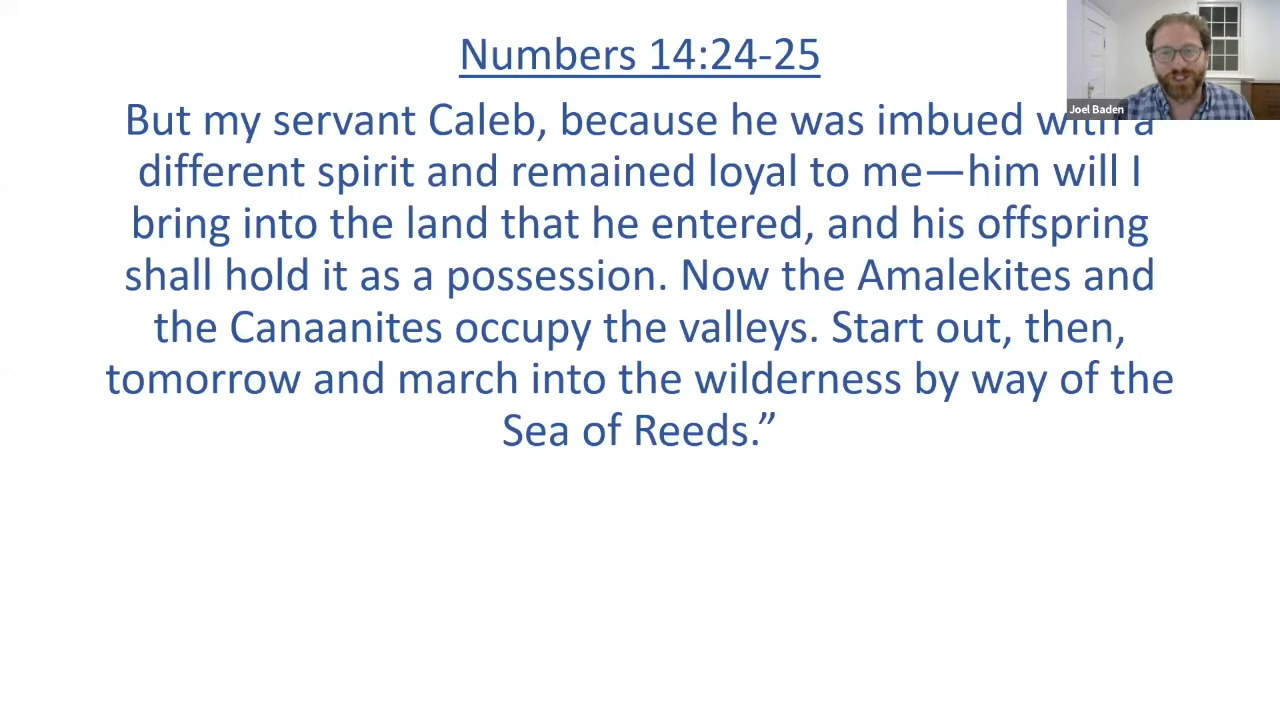 Numbers 14:24-25
But my servant Caleb, because he was imbued with a
different spirit and remained loyal to me—him will I
bring into the land that he entered, and his offspring
shall hold it as a possession. Now the Amalekites and
the Canaanites occupy the valleys. Start out, then,
tomorrow and march into the wilderness by way of the
Sea of Reeds.”
Joel Baden